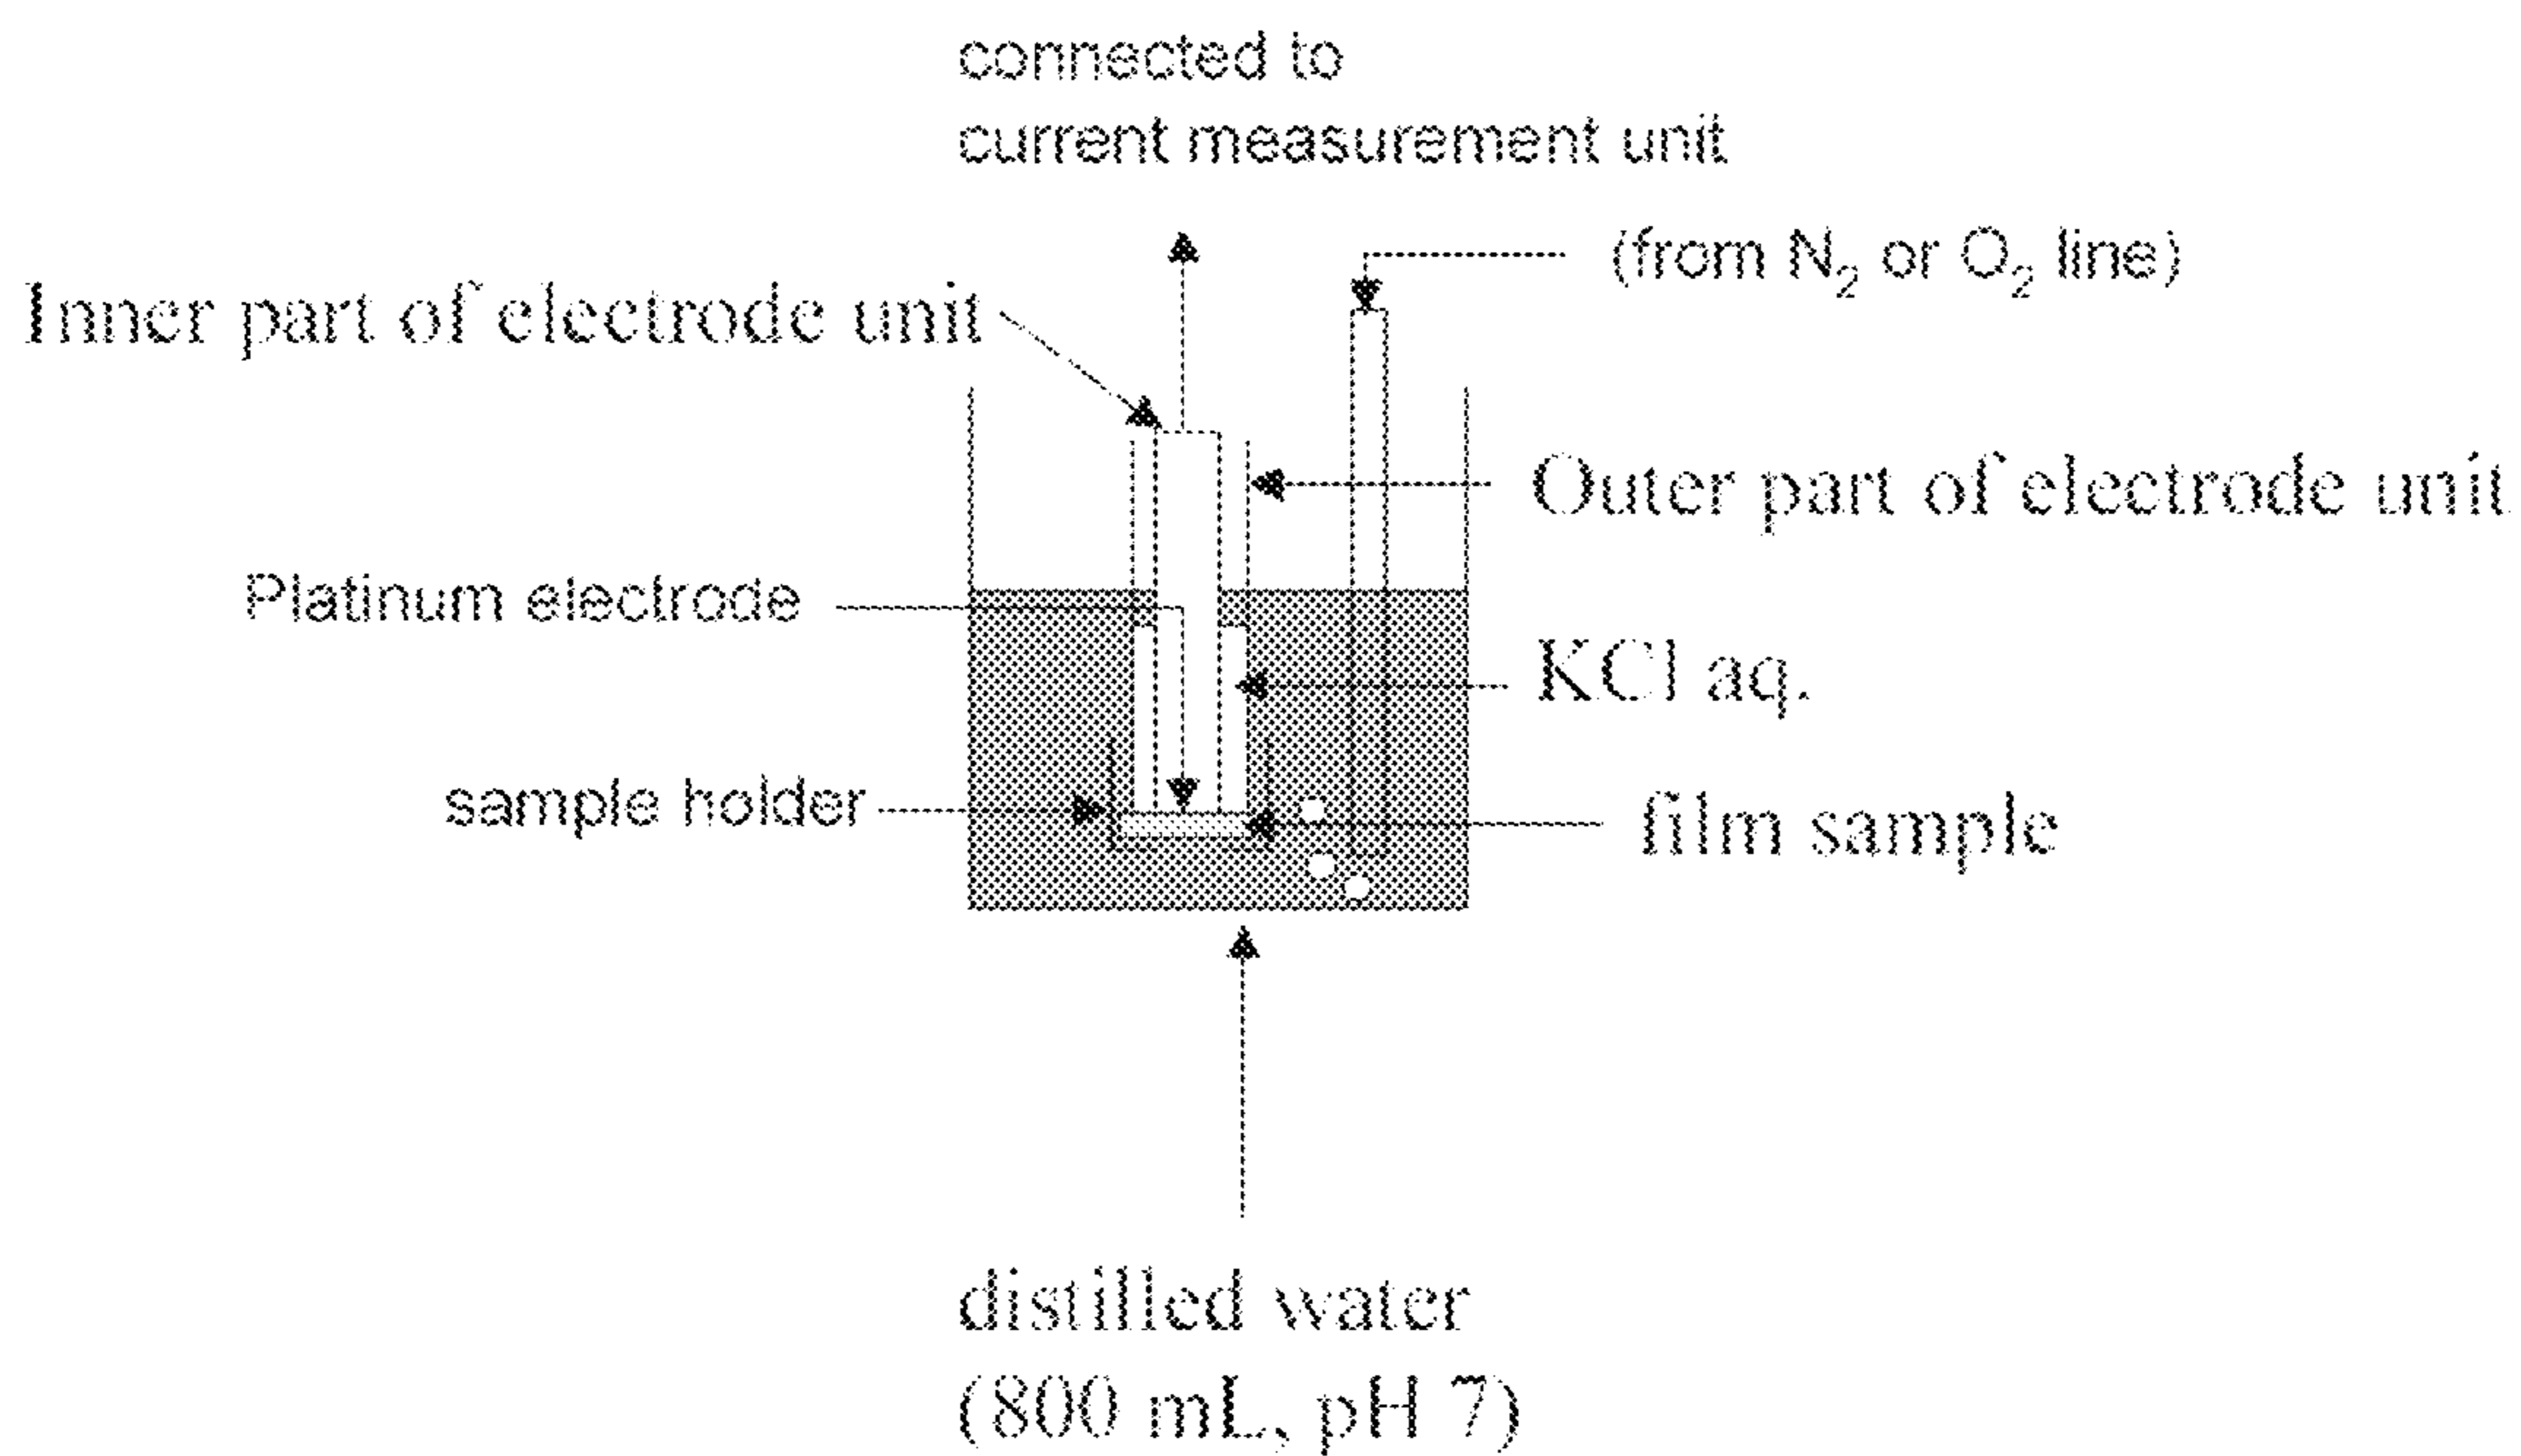 connected to
current measurement unit
(from N₂ or O₂ line)
Inner part of electrode unit
Outer part of electrode unit
Platinum electrode
KCl aq.
sample holder
film sample
distilled water
(800 mL, pH 7)